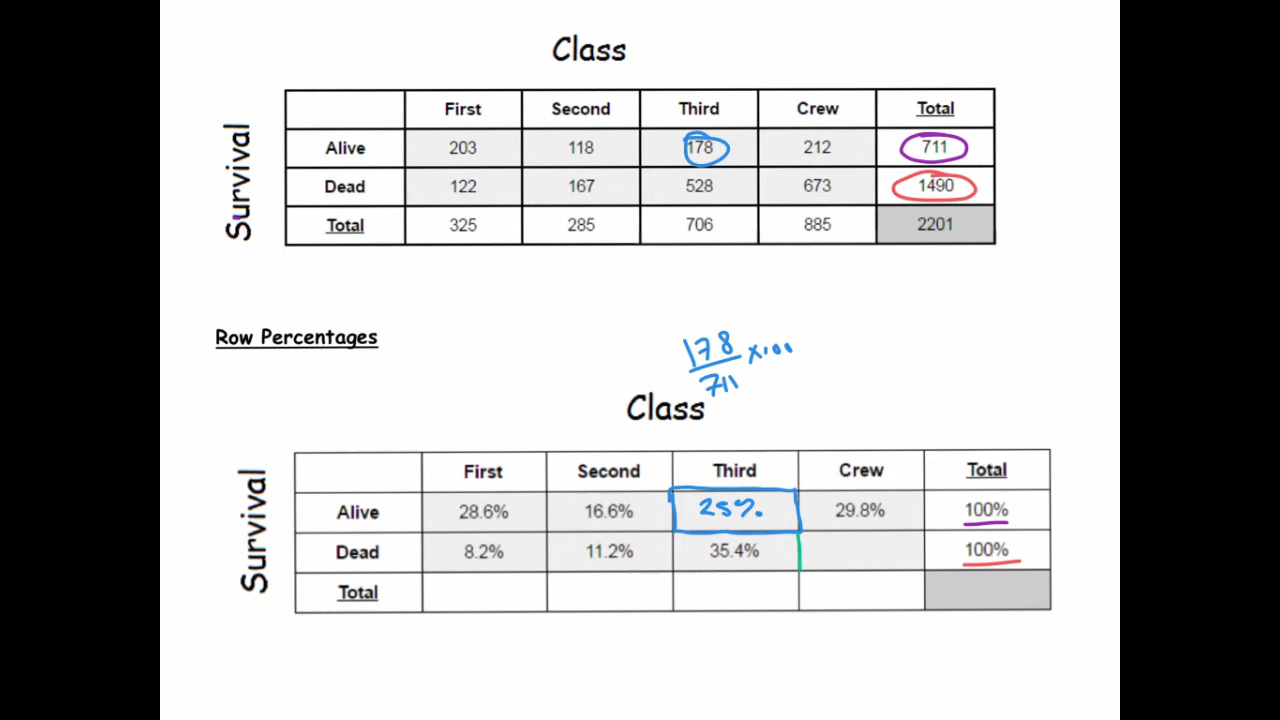 Class
First Second Third Crew Total
Survival
Alive 203 118 178 212 711
Dead 122 167 528 673 1490
Total 325 285 706 885 2201
Row Percentages
178
711
×100
Class
First Second Third Crew Total
Survival
Alive 28.6% 16.6% 25% 29.8% 100%
Dead 8.2% 11.2% 35.4% 100%
Total